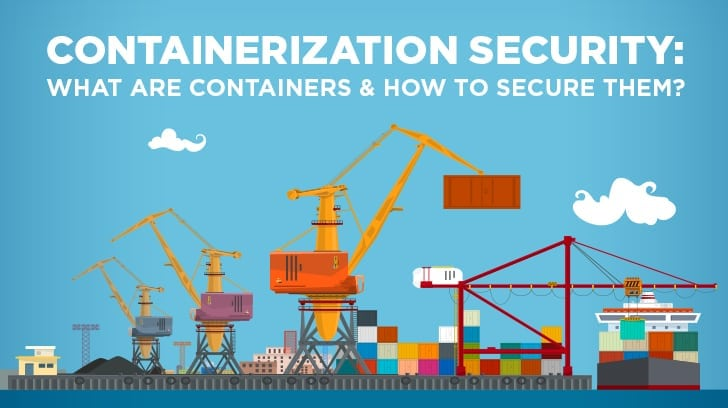 CONTAINERIZATION SECURITY:
WHAT ARE CONTAINERS & HOW TO SECURE THEM?